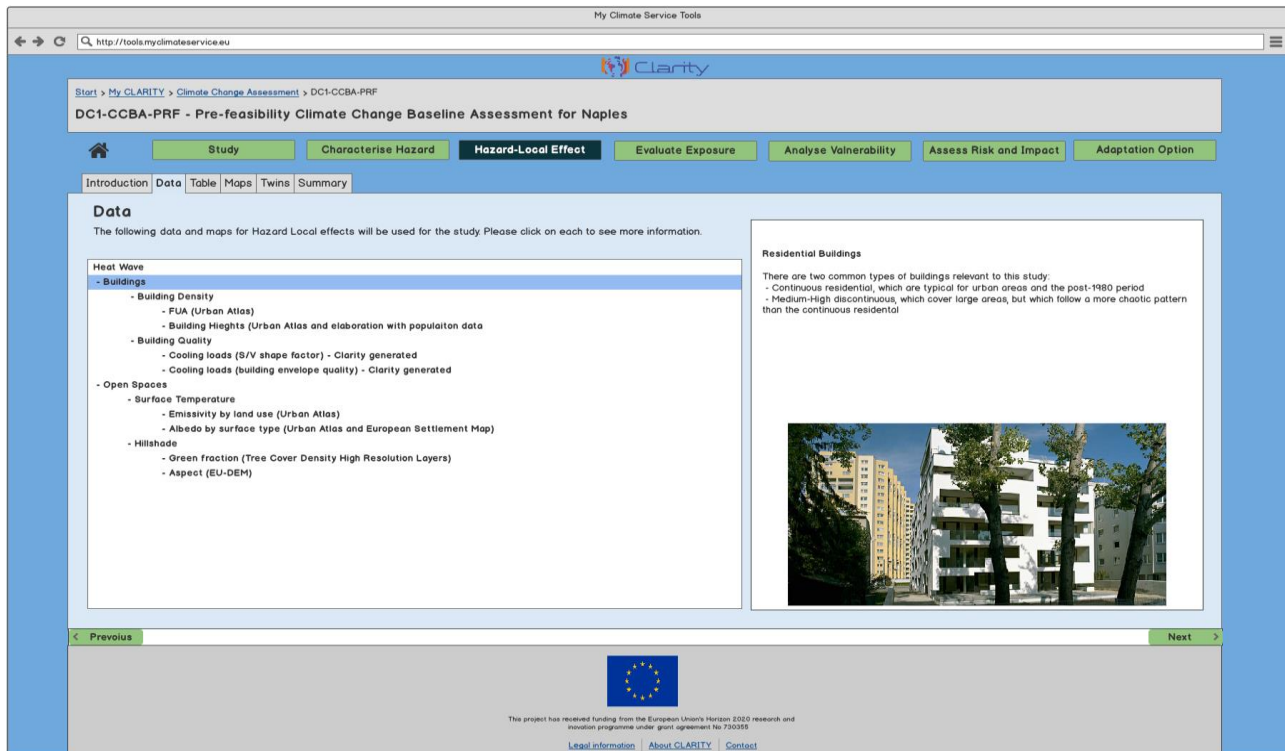 My Climate Service Tools
http://tools.myclimateservice.eu
Clarity
Start > My CLARITY > Climate Change Assessment > DC1-CCBA-PRF
DC1-CCBA-PRF - Pre-feasibility Climate Change Baseline Assessment for Naples
Study Characterise Hazard Hazard-Local Effect Evaluate Exposure Analyse Valnerability Assess Risk and Impact Adaptation Option
Introduction Data Table Maps Twins Summary
Data
The following data and maps for Hazard Local effects will be used for the study. Please click on each to see more information.
Heat Wave
- Buildings
- Building Density
- FUA (Urban Atlas)
- Building Hieghts (Urban Atlas and elaboration with populaiton data
- Building Quality
- Cooling loads (S/V shape factor) - Clarity generated
- Cooling loads (building envelope quality) - Clarity generated
- Open Spaces
- Surface Temperature
- Emissivity by land use (Urban Atlas)
- Albedo by surface type (Urban Atlas and European Settlement Map)
- Hillshade
- Green fraction (Tree Cover Density High Resolution Layers)
- Aspect (EU-DEM)
Residential Buildings
There are two common types of buildings relevant to this study:
- Continuous residential, which are typical for urban areas and the post-1980 period
- Medium-High discontinuous, which cover large areas, but which follow a more chaotic pattern
than the continuous residental
< Prevoius
Next >
This project has received funding from the European Union's Horizon 2020 research and
inovation programme under grant agreement No 730355
Legal information | About CLARITY | Contact